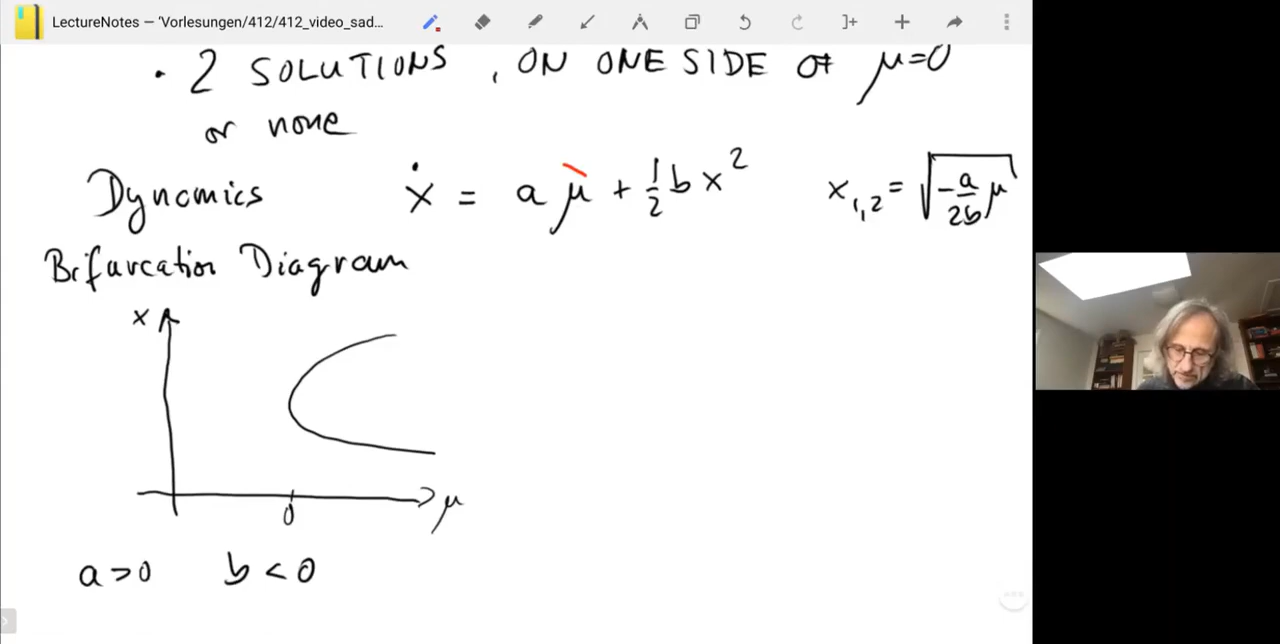 LectureNotes — ‘Vorlesungen/412/412_video_sad...
· 2 SOLUTIONS, ON ONE SIDE OF μ=0
or none
Dynamics ẋ = a μ + 1/2 b x² x₁,₂ = √(-a/2b μ)
Bifurcation Diagram
x
μ
0
a > 0 b < 0